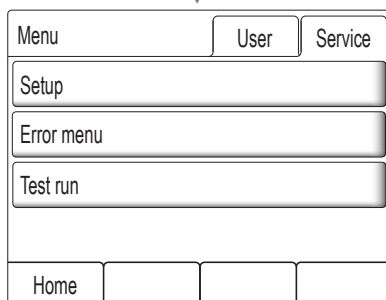 Menu User Service
Setup
Error menu
Test run
Home